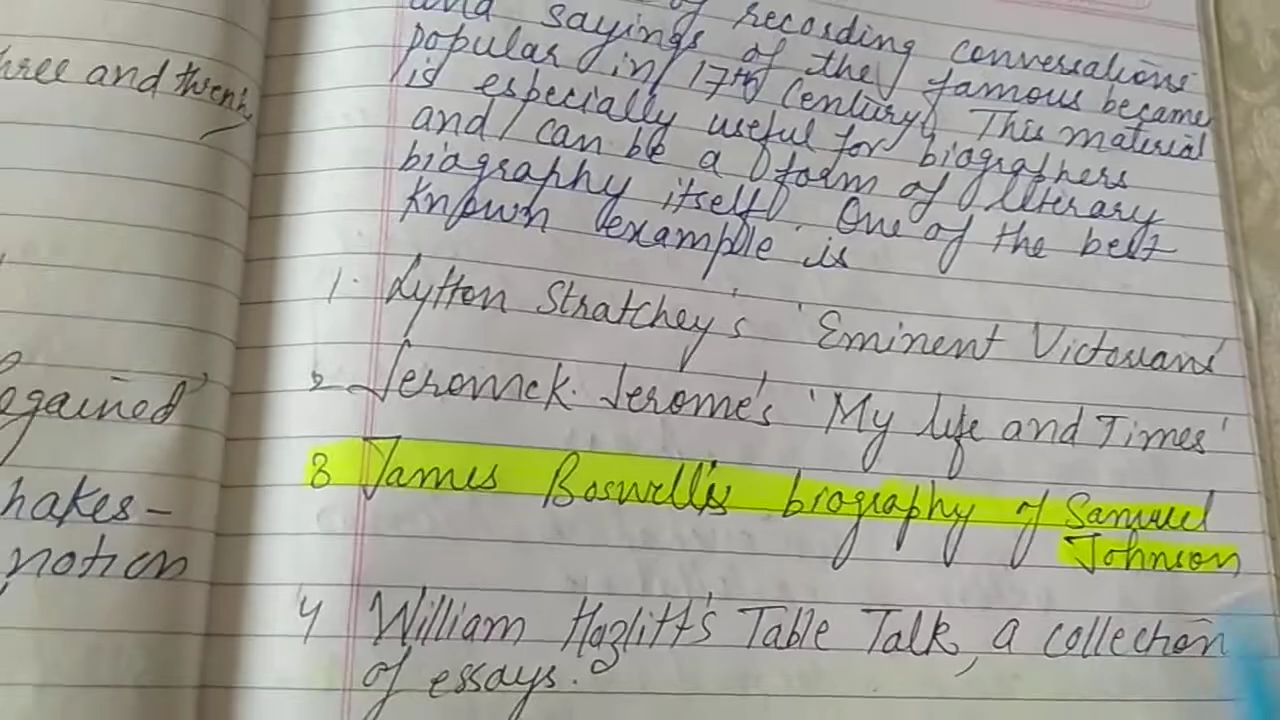 hree and twenty
egained'
hakes-
notion
and sayings of recording conversations
popular in 17th Century. of the famous became
is especially useful for biographers This material
and can be a form of literary
biography itself. One of the best
known example is
1. Lytton Stratchey's 'Eminent Victorians'
2 Jerome K. Jerome's 'My life and Times'
3 James Boswell's biography of Samuel
Johnson
4 William Hazlitt's Table Talk, a collection
of essays.